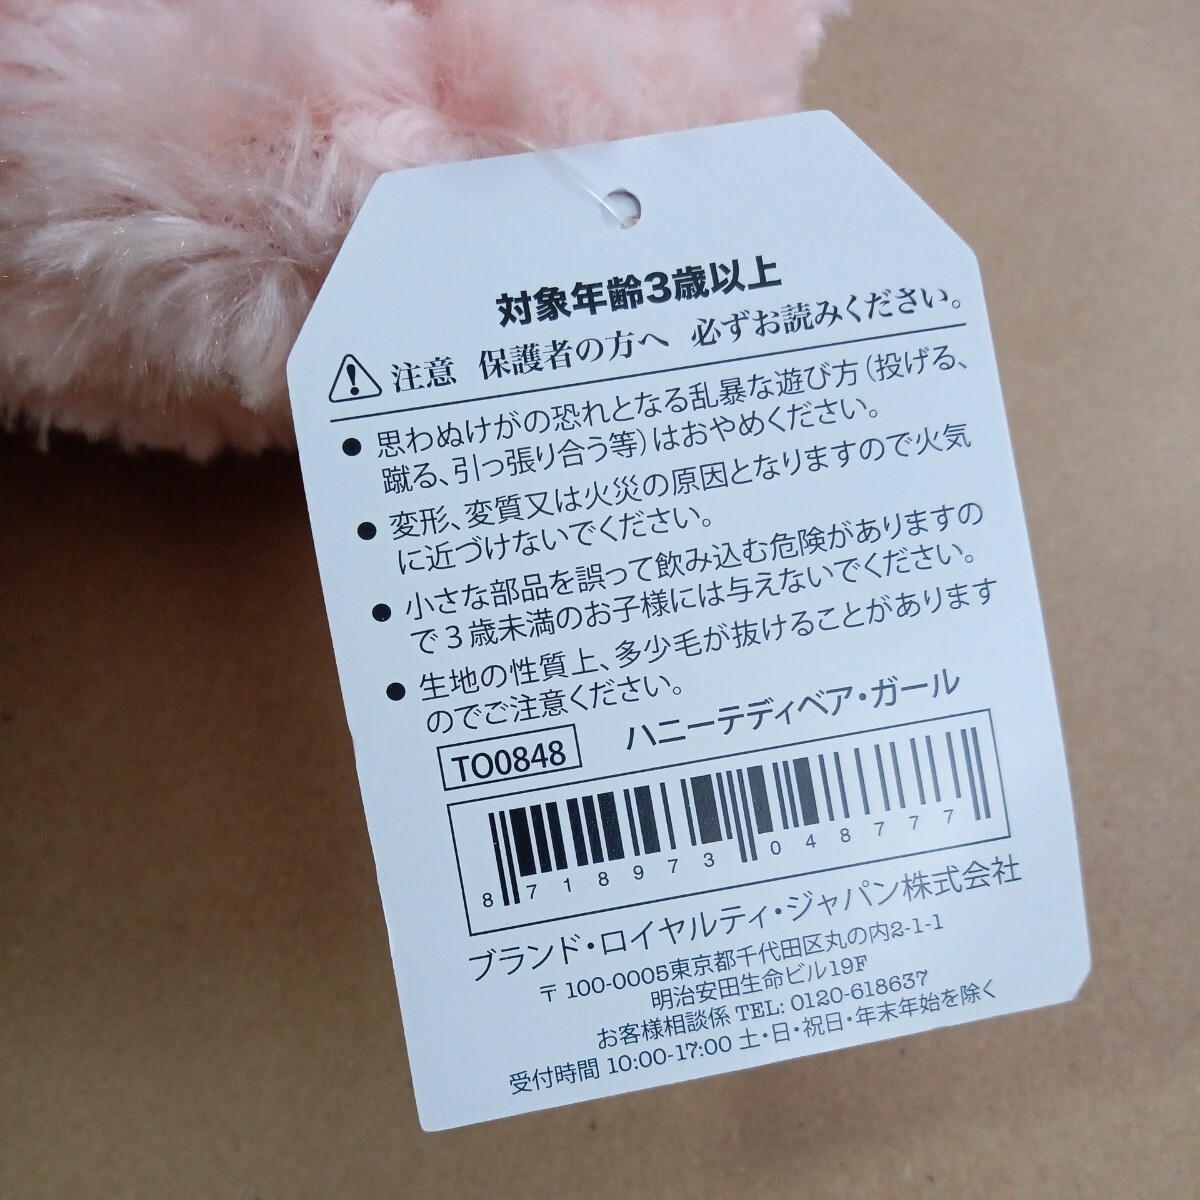 対象年齢3歳以上
注意 保護者の方へ 必ずお読みください。
● 思わぬけがの恐れとなる乱暴な遊び方(投げる、
蹴る、引っ張り合う等)はおやめください。
● 変形、変質又は火災の原因となりますので火気
に近づけないでください。
● 小さな部品を誤って飲み込む危険がありますの
で3歳未満のお子様には与えないでください。
● 生地の性質上、多少毛が抜けることがあります
のでご注意ください。
TO0848 ハニーテディベア・ガール
8 718973 048777
ブランド・ロイヤルティ・ジャパン株式会社
〒100-0005東京都千代田区丸の内2-1-1
明治安田生命ビル19F
お客様相談係 TEL: 0120-618637
受付時間 10:00-17:00 土・日・祝日・年末年始を除く